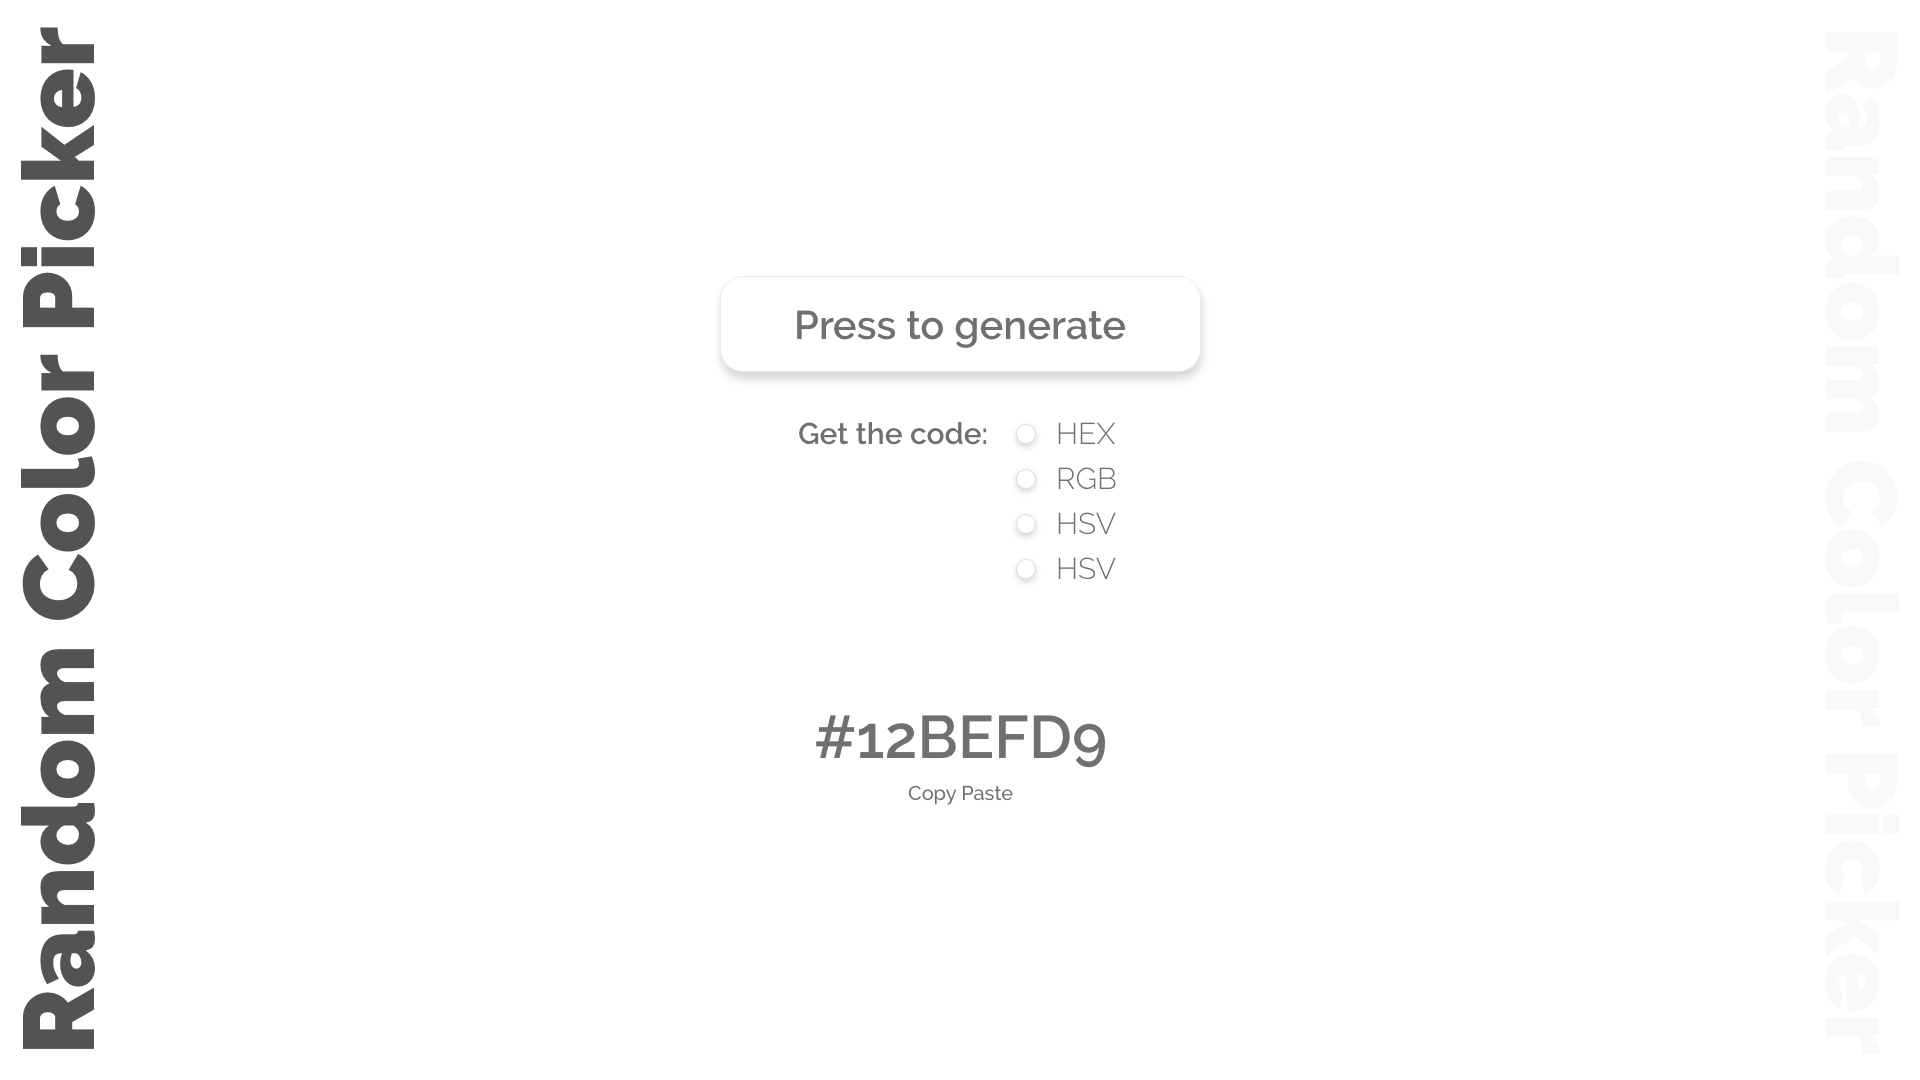 Random Color Picker
Press to generate
Get the code:
HEX
RGB
HSV
HSV
#12BEFD9
Copy Paste
Random Color Picker